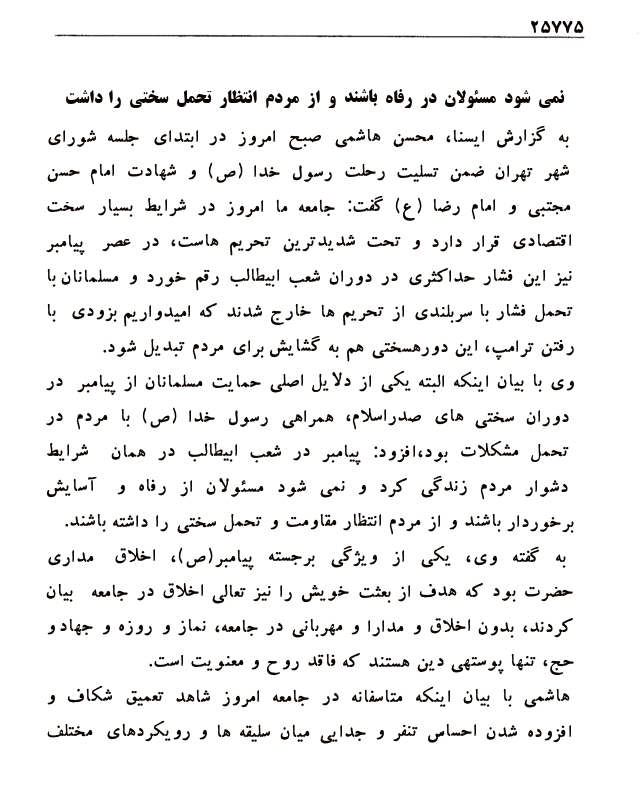 ۲۵۷۷۵
نمی شود مسئولان در رفاه باشند و از مردم انتظار تحمل سختی را داشت
به گزارش ایسنا، محسن هاشمی صبح امروز در ابتدای جلسه شورای
شهر تهران ضمن تسلیت رحلت رسول خدا (ص) و شهادت امام حسن
مجتبی و امام رضا (ع) گفت: جامعه ما امروز در شرایط بسیار سخت
اقتصادی قرار دارد و تحت شدیدترین تحریم هاست، در عصر پیامبر
نیز این فشار حداکثری در دوران شعب ابیطالب رقم خورد و مسلمانان با
تحمل فشار با سربلندی از تحریم ها خارج شدند که امیدواریم بزودی با
رفتن ترامپ، این دورهسختی هم به گشایش برای مردم تبدیل شود.
وی با بیان اینکه البته یکی از دلایل اصلی حمایت مسلمانان از پیامبر در
دوران سختی های صدراسلام، همراهی رسول خدا (ص) با مردم در
تحمل مشکلات بود،افزود: پیامبر در شعب ابیطالب در همان شرایط
دشوار مردم زندگی کرد و نمی شود مسئولان از رفاه و آسایش
برخوردار باشند و از مردم انتظار مقاومت و تحمل سختی را داشته باشند.
به گفته وی، یکی از ویژگی برجسته پیامبر(ص)، اخلاق مداری
حضرت بود که هدف از بعثت خویش را نیز تعالی اخلاق در جامعه بیان
کردند، بدون اخلاق و مدارا و مهربانی در جامعه، نماز و روزه و جهادو
حج، تنها پوستهی دین هستند که فاقد روح و معنویت است.
هاشمی با بیان اینکه متاسفانه در جامعه امروز شاهد تعمیق شکاف و
افزوده شدن احساس تنفر و جدایی میان سلیقه ها و رویکردهای مختلف